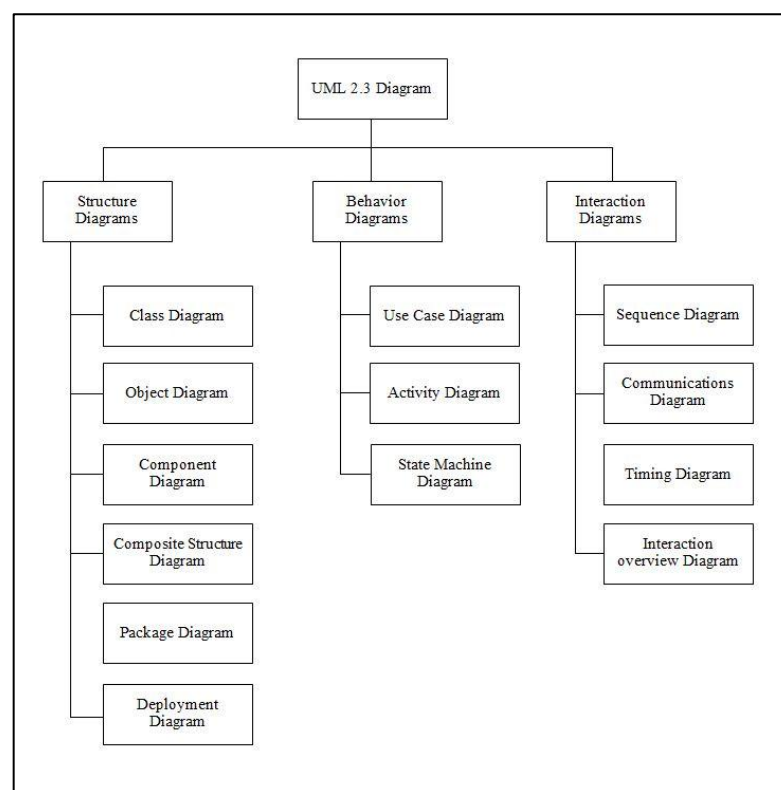 UML 2.3 Diagram
Structure
Diagrams
Behavior
Diagrams
Interaction
Diagrams
Class Diagram
Object Diagram
Component
Diagram
Composite Structure
Diagram
Package Diagram
Deployment
Diagram
Use Case Diagram
Activity Diagram
State Machine
Diagram
Sequence Diagram
Communications
Diagram
Timing Diagram
Interaction
overview Diagram